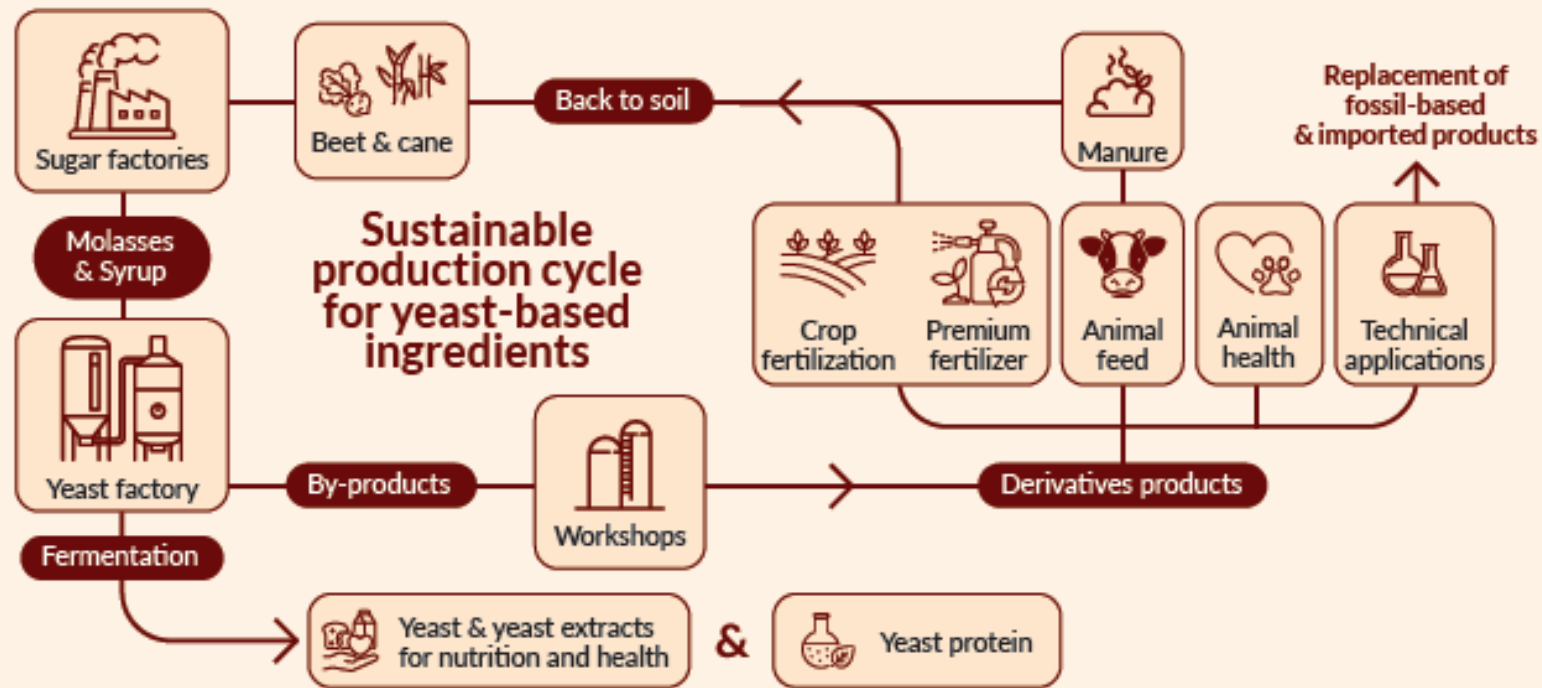 Sugar factories
Beet & cane
Back to soil
Manure
Replacement of
fossil-based
& imported products
Molasses
& Syrup
Sustainable
production cycle
for yeast-based
ingredients
Crop
fertilization
Premium
fertilizer
Animal
feed
Animal
health
Technical
applications
Yeast factory
By-products
Workshops
Derivatives products
Fermentation
Yeast & yeast extracts
for nutrition and health
&
Yeast protein